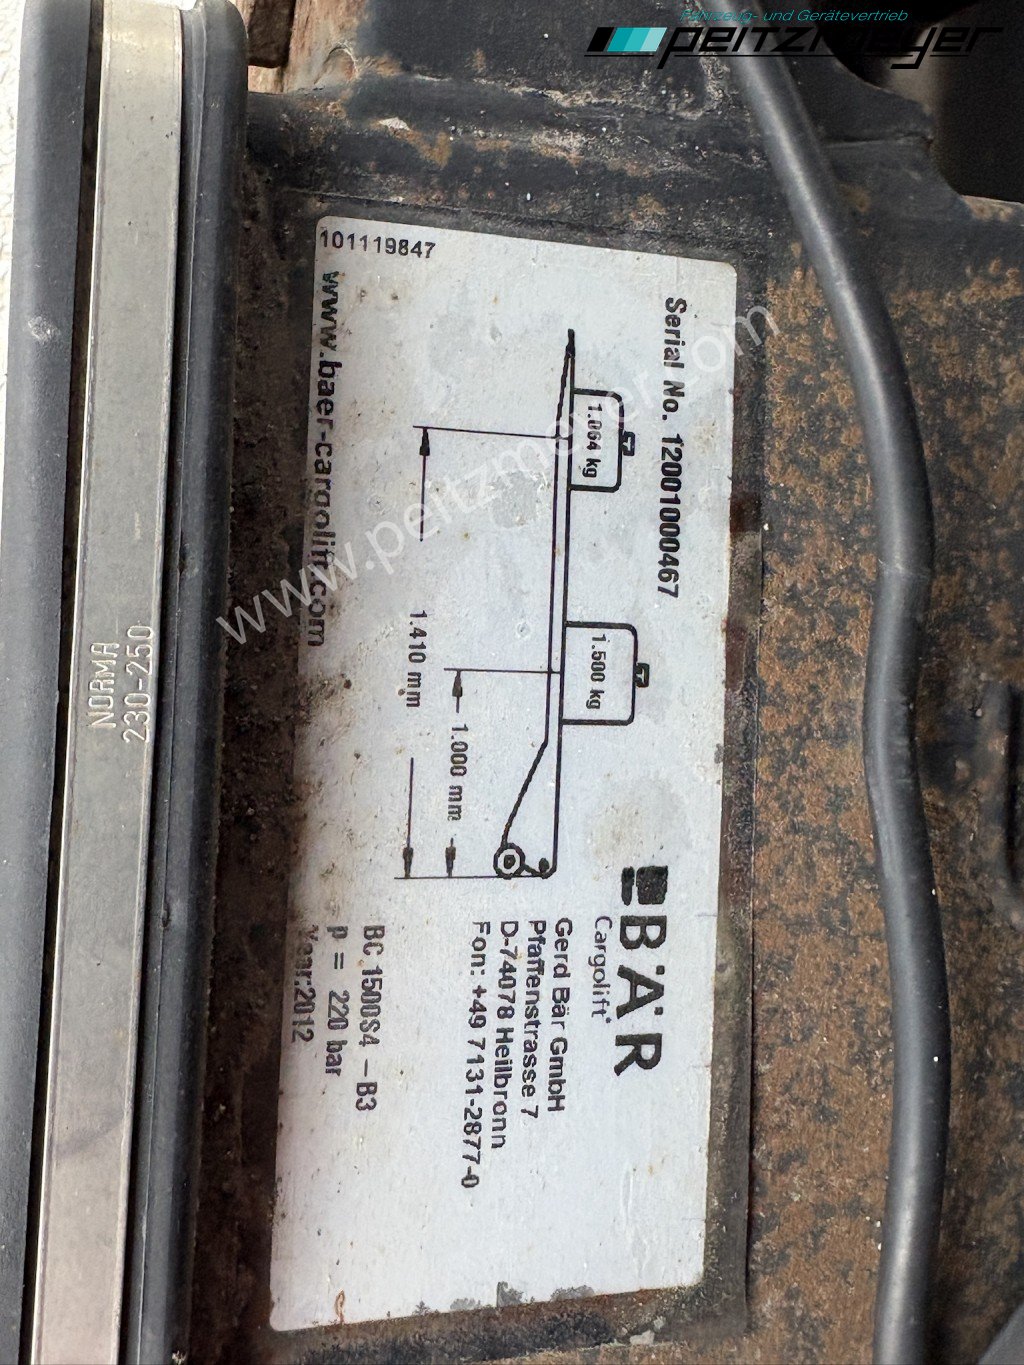 Fahrzeug- und Gerätevertrieb
peitzmeyer
101119847
Serial No. 12001000467
1.064 kg
1.500 kg
1.410 mm
1.000 mm
www.baer-cargolift.com
BÄR
Cargolift
Gerd Bär GmbH
Pfaffenstrasse 7
D-74078 Heilbronn
Fon: +49 7131-2877-0
BC 1500S4 – B3
p = 220 bar
Year:2012
NORMA
230-250
www.peitzmeyer.com